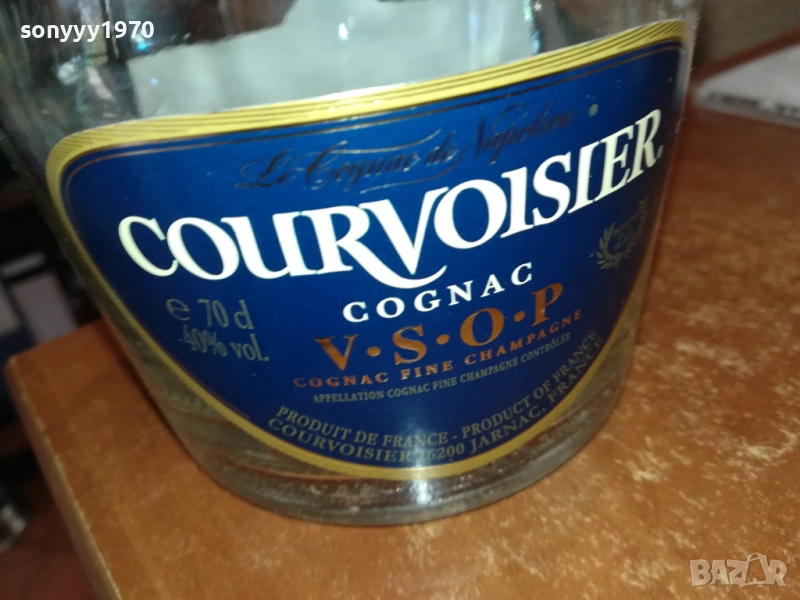 sonyyy1970
Le Cognac de Napoléon
COURVOISIER
COGNAC
e 70 cl
40% vol.
V·S·O·P
COGNAC FINE CHAMPAGNE
APPELLATION COGNAC FINE CHAMPAGNE CONTRÔLÉE
PRODUIT DE FRANCE - PRODUCT OF FRANCE
COURVOISIER 16200 JARNAC, FRANCE
BAZAR